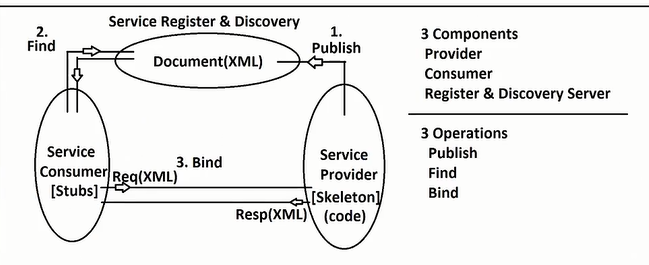 Service Register & Discovery
2.
Find
1.
Publish
Document(XML)
Service
Consumer
[Stubs]
3. Bind
Req(XML)
Resp(XML)
Service
Provider
[Skeleton]
(code)
3 Components
Provider
Consumer
Register & Discovery Server
3 Operations
Publish
Find
Bind